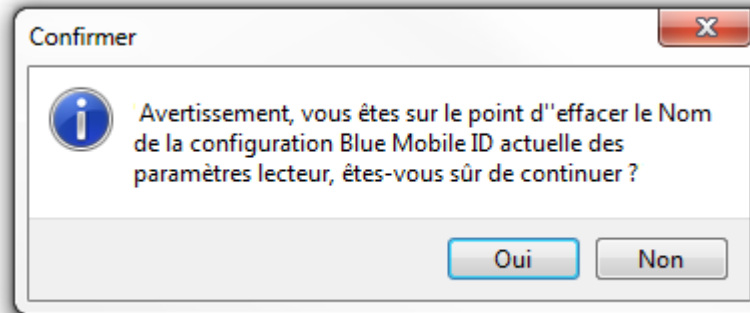 Confirmer
Avertissement, vous êtes sur le point d''effacer le Nom
de la configuration Blue Mobile ID actuelle des
paramètres lecteur, êtes-vous sûr de continuer ?
Oui
Non